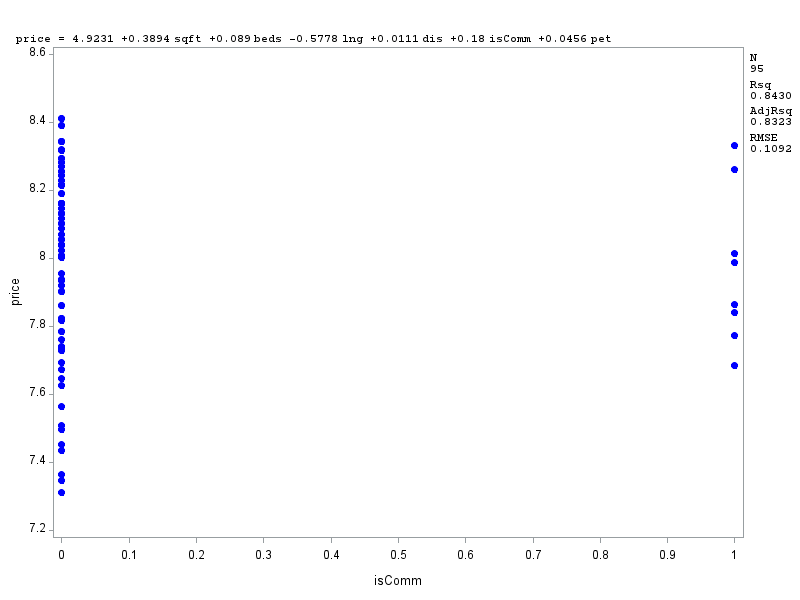 price = 4.9231 +0.3894 sqft +0.089 beds -0.5778 lng +0.0111 dis +0.18 isComm +0.0456 pet
8.6
8.4
8.2
8
7.8
7.6
7.4
7.2
price
0 0.1 0.2 0.3 0.4 0.5 0.6 0.7 0.8 0.9 1
isComm
N
95
Rsq
0.8430
AdjRsq
0.8323
RMSE
0.1092